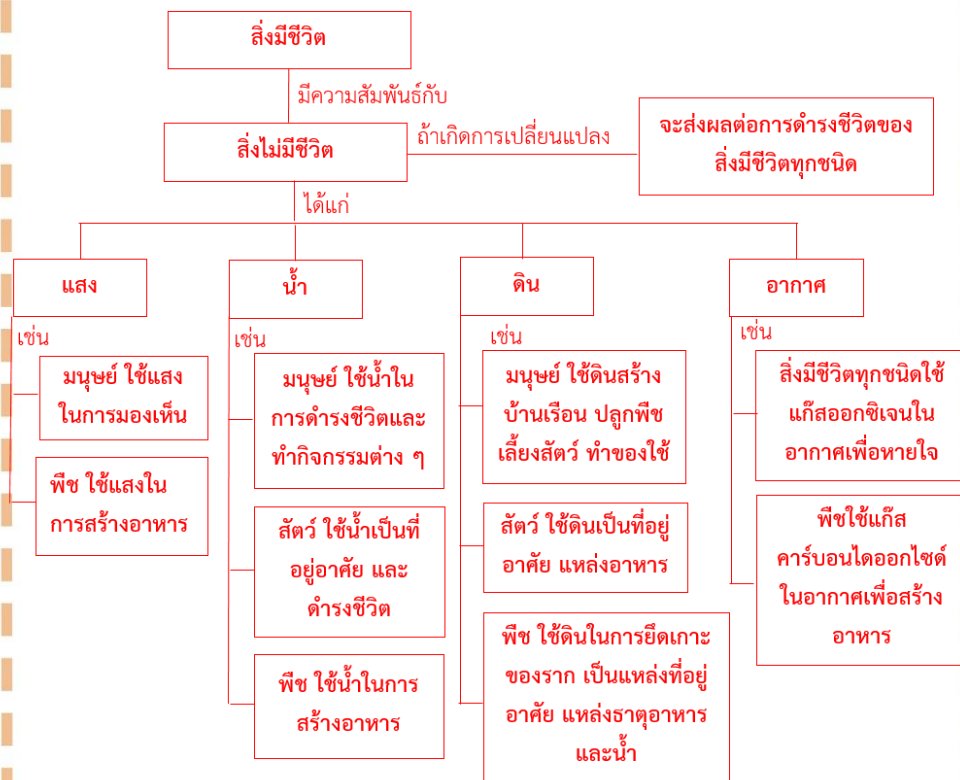 สิ่งมีชีวิต
มีความสัมพันธ์กับ
สิ่งไม่มีชีวิต
ถ้าเกิดการเปลี่ยนแปลง
จะส่งผลต่อการดำรงชีวิตของ
สิ่งมีชีวิตทุกชนิด
ได้แก่
แสง
เช่น
มนุษย์ ใช้แสง
ในการมองเห็น
พืช ใช้แสงใน
การสร้างอาหาร
น้ำ
เช่น
มนุษย์ ใช้น้ำใน
การดำรงชีวิตและ
ทำกิจกรรมต่าง ๆ
สัตว์ ใช้น้ำเป็นที่
อยู่อาศัย และ
ดำรงชีวิต
พืช ใช้น้ำในการ
สร้างอาหาร
ดิน
เช่น
มนุษย์ ใช้ดินสร้าง
บ้านเรือน ปลูกพืช
เลี้ยงสัตว์ ทำของใช้
สัตว์ ใช้ดินเป็นที่อยู่
อาศัย แหล่งอาหาร
พืช ใช้ดินในการยึดเกาะ
ของราก เป็นแหล่งที่อยู่
อาศัย แหล่งธาตุอาหาร
และน้ำ
อากาศ
เช่น
สิ่งมีชีวิตทุกชนิดใช้
แก๊สออกซิเจนใน
อากาศเพื่อหายใจ
พืชใช้แก๊ส
คาร์บอนไดออกไซด์
ในอากาศเพื่อสร้าง
อาหาร